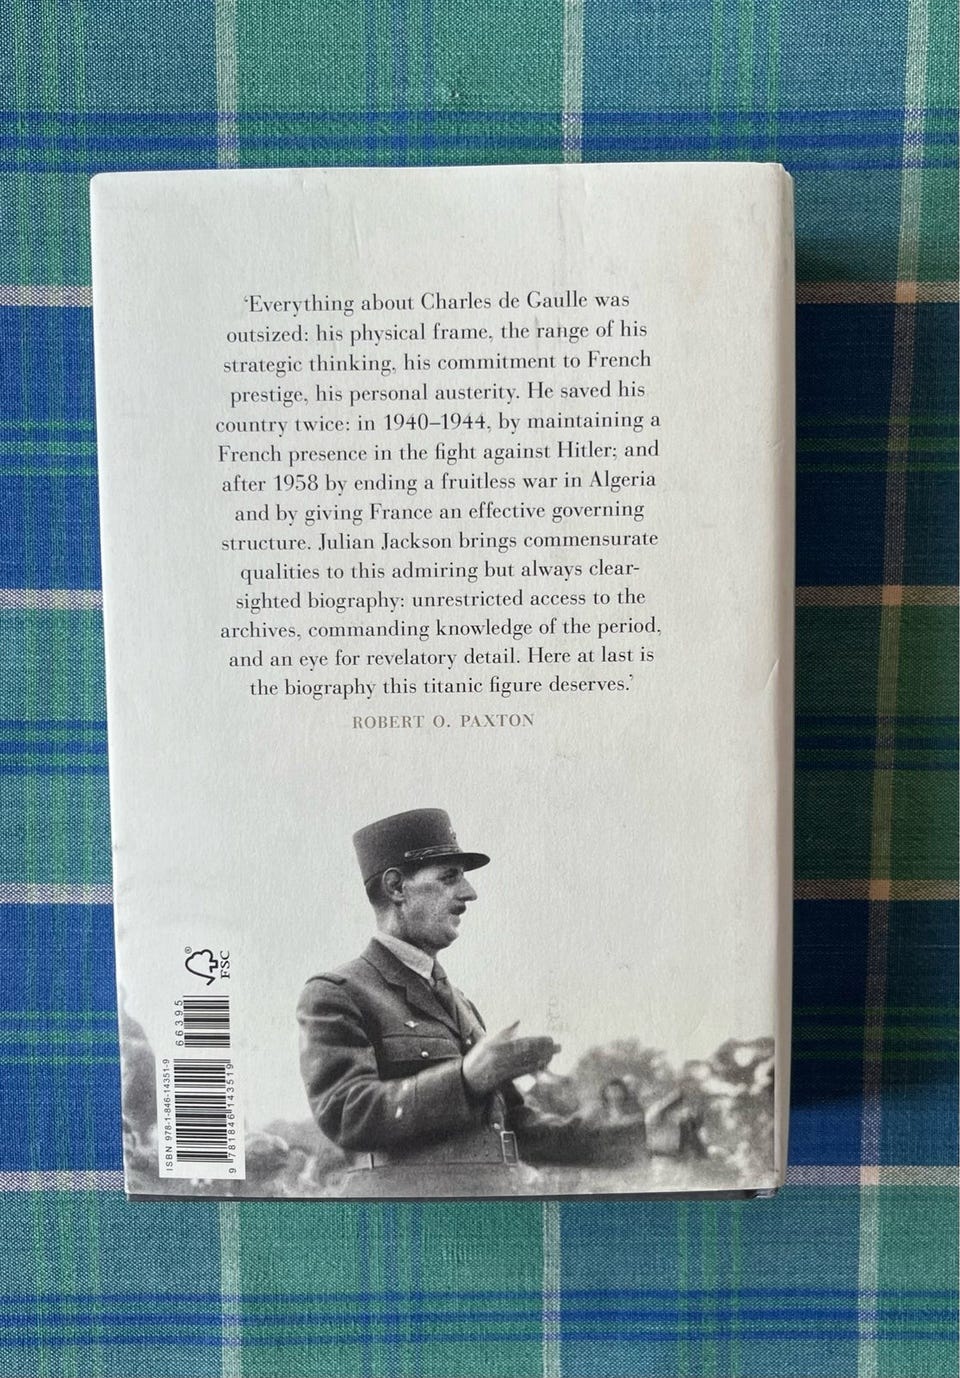 ‘Everything about Charles de Gaulle was
outsized: his physical frame, the range of his
strategic thinking, his commitment to French
prestige, his personal austerity. He saved his
country twice: in 1940–1944, by maintaining a
French presence in the fight against Hitler; and
after 1958 by ending a fruitless war in Algeria
and by giving France an effective governing
structure. Julian Jackson brings commensurate
qualities to this admiring but always clear-
sighted biography: unrestricted access to the
archives, commanding knowledge of the period,
and an eye for revelatory detail. Here at last is
the biography this titanic figure deserves.’
ROBERT O. PAXTON
®
FSC
66395
ISBN 978-1-846-14351-9
9 781846 143519